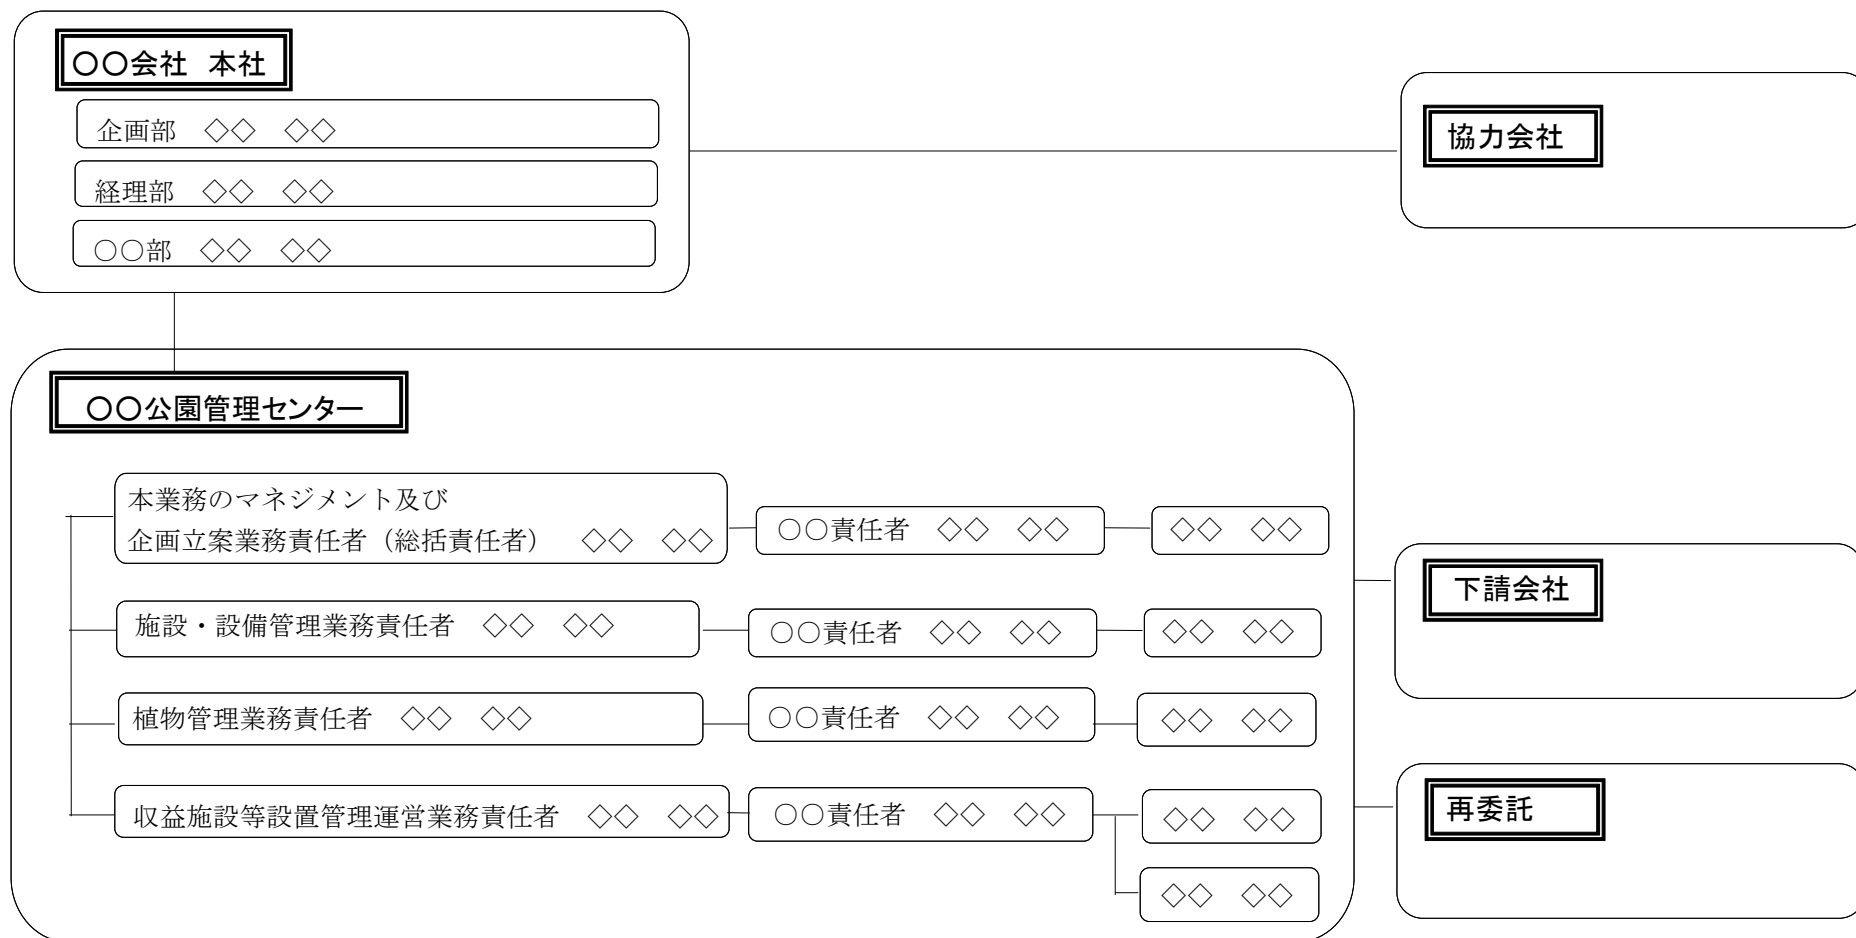 〇〇会社 本社
企画部 ◇◇ ◇◇
経理部 ◇◇ ◇◇
○○部 ◇◇ ◇◇
協力会社
〇〇公園管理センター
本業務のマネジメント及び
企画立案業務責任者（総括責任者） ◇◇ ◇◇
○○責任者 ◇◇ ◇◇
◇◇ ◇◇
施設・設備管理業務責任者 ◇◇ ◇◇
○○責任者 ◇◇ ◇◇
◇◇ ◇◇
植物管理業務責任者 ◇◇ ◇◇
○○責任者 ◇◇ ◇◇
◇◇ ◇◇
収益施設等設置管理運営業務責任者 ◇◇ ◇◇
○○責任者 ◇◇ ◇◇
◇◇ ◇◇
◇◇ ◇◇
下請会社
再委託